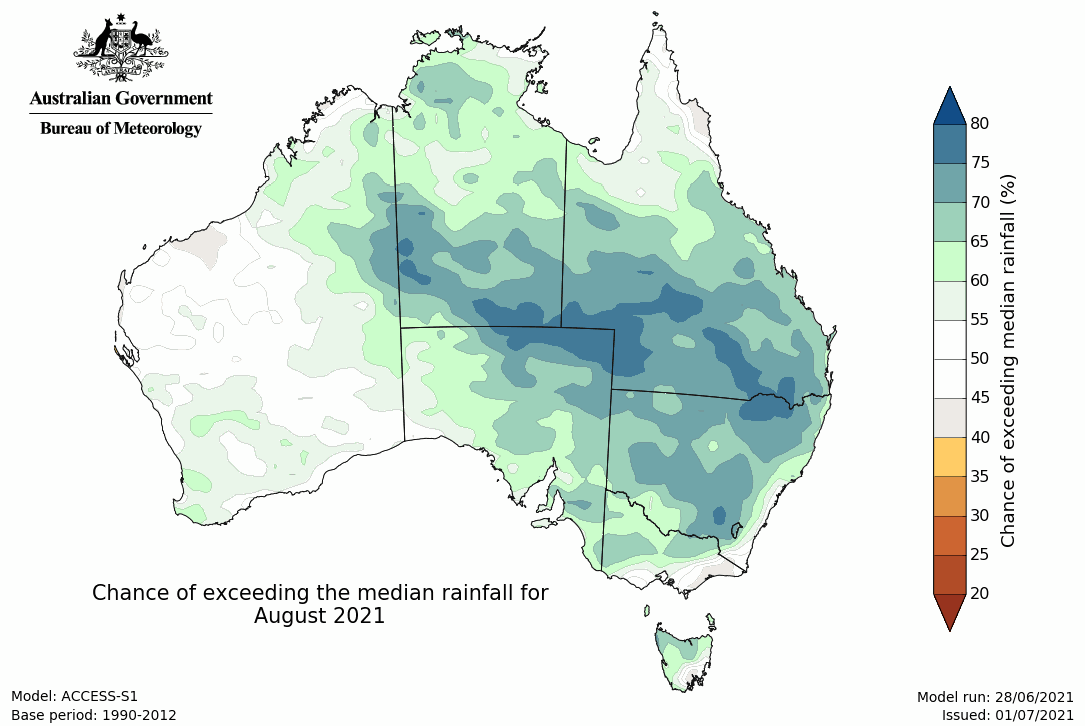 Australian Government
Bureau of Meteorology
80
75
70
65
60
55
50
45
40
35
30
25
20
Chance of exceeding median rainfall (%)
Chance of exceeding the median rainfall for
August 2021
Model: ACCESS-S1
Base period: 1990-2012
Model run: 28/06/2021
Issued: 01/07/2021